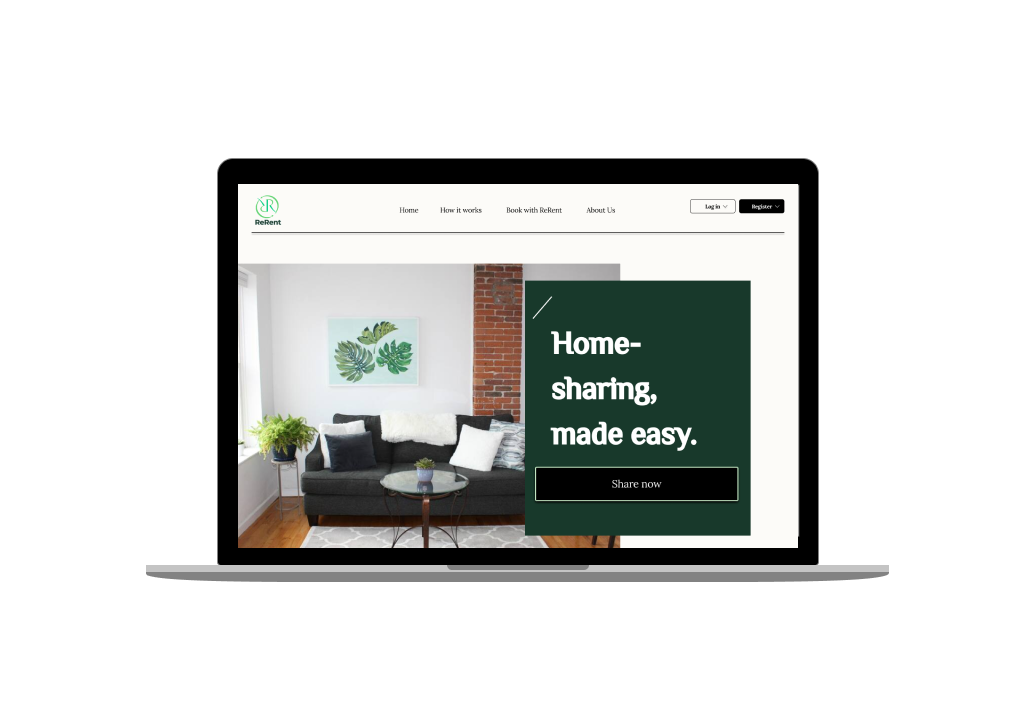 ReRent
Home How it works Book with ReRent About Us
Log in
Register
Home-
sharing,
made easy.
Share now